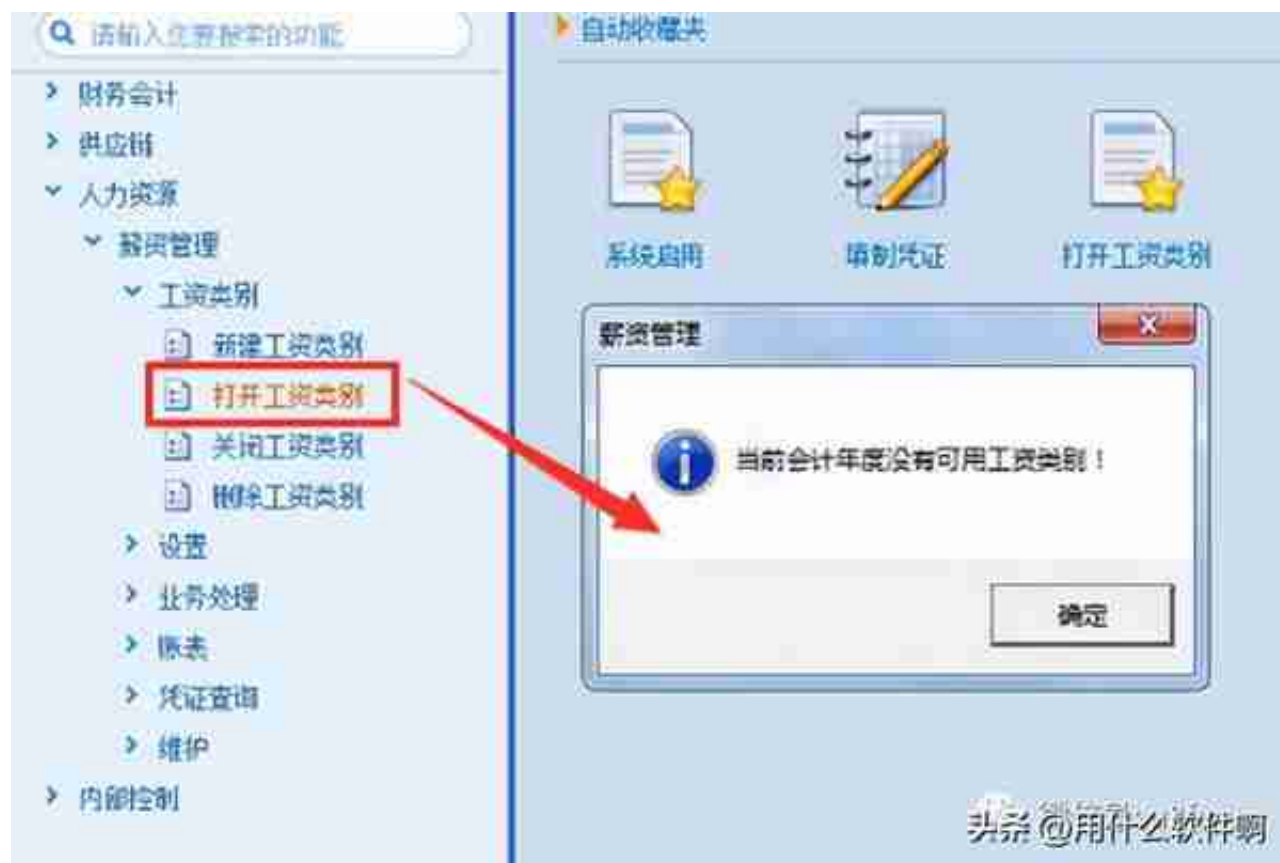 请输入您要搜索的功能
财务会计
供应链
人力资源
薪资管理
工资类别
新建工资类别
打开工资类别
关闭工资类别
删除工资类别
设置
业务处理
账表
凭证查询
维护
内部控制
自动收藏夹
系统启用
填制凭证
打开工资类别
薪资管理
当前会计年度没有可用工资类别！
确定
头条 @用什么软件啊